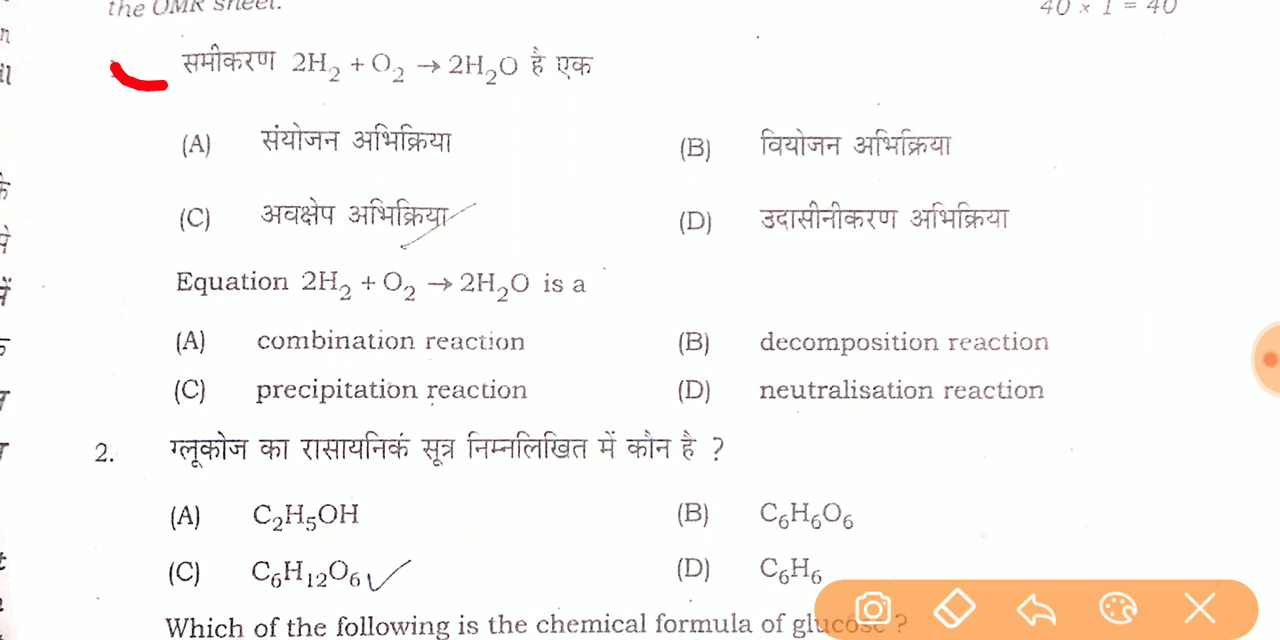 the OMR sheet. 40 × 1 = 40
समीकरण 2H₂ + O₂ → 2H₂O है एक
(A) संयोजन अभिक्रिया (B) वियोजन अभिक्रिया
(C) अवक्षेप अभिक्रिया (D) उदासीनीकरण अभिक्रिया
Equation 2H₂ + O₂ → 2H₂O is a
(A) combination reaction (B) decomposition reaction
(C) precipitation reaction (D) neutralisation reaction
2. ग्लूकोज का रासायनिक सूत्र निम्नलिखित में कौन है ?
(A) C₂H₅OH (B) C₆H₆O₆
(C) C₆H₁₂O₆ (D) C₆H₆
Which of the following is the chemical formula of glucose ?